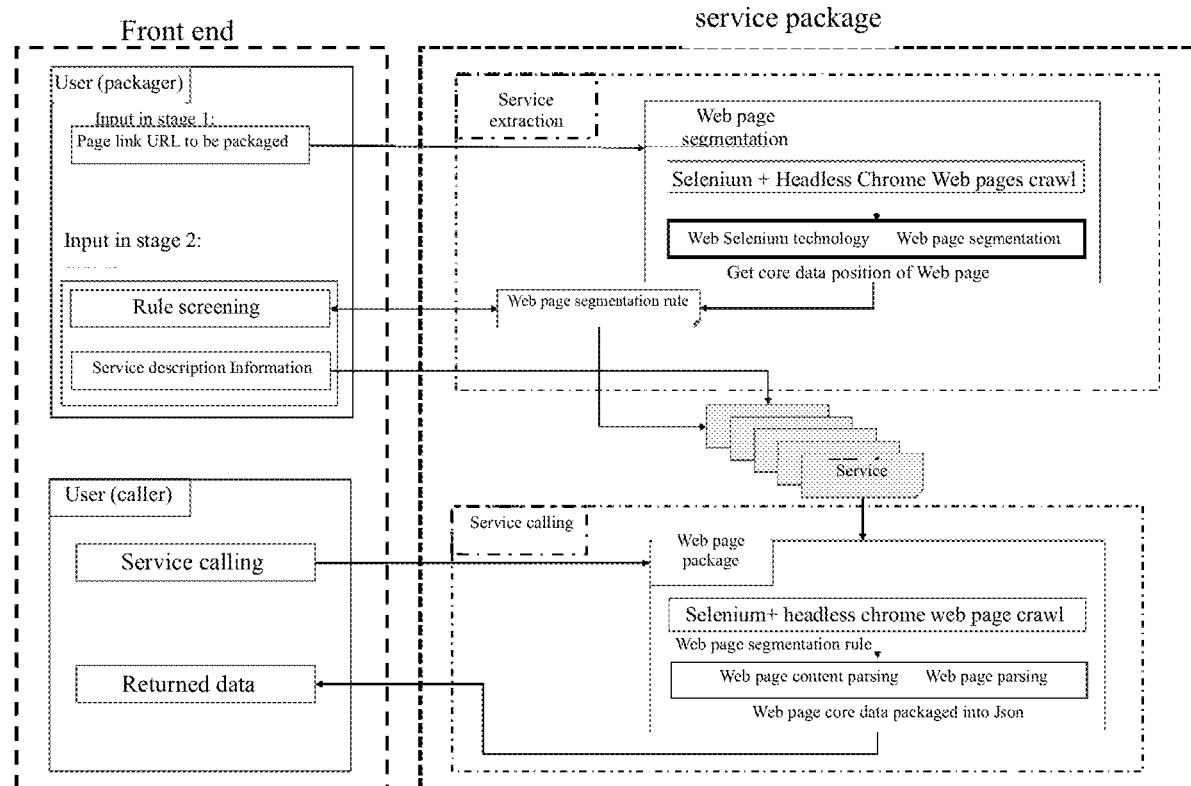 Front end
service package
User (packager)
Input in stage 1:
Page link URL to be packaged
Input in stage 2:
Rule screening
Service description Information
Service
extraction
Web page
segmentation
Selenium + Headless Chrome Web pages crawl
Web Selenium technology Web page segmentation
Get core data position of Web page
Web page segmentation rule
Service
User (caller)
Service calling
Returned data
Service calling
Web page
package
Selenium+ headless chrome web page crawl
Web page segmentation rule
Web page content parsing Web page parsing
Web page core data packaged into Json